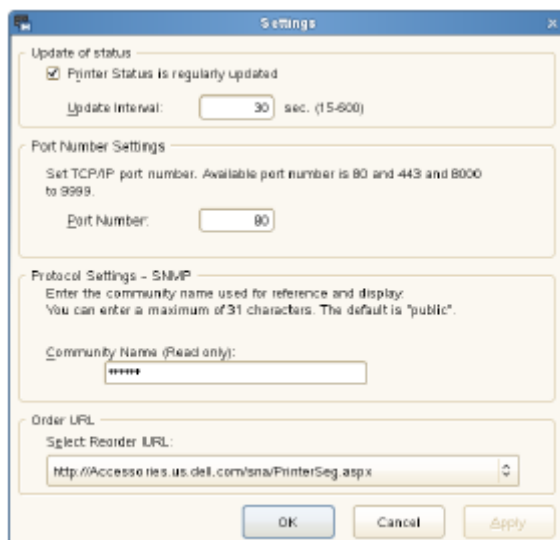 Settings
Update of status
Printer Status is regularly updated
Update Interval:
30
sec. (15-600)
Port Number Settings
Set TCP/IP port number. Available port number is 80 and 443 and 8000
to 9999.
Port Number:
80
Protocol Settings - SNMP
Enter the community name used for reference and display:
You can enter a maximum of 31 characters. The default is "public".
Community Name (Read only):
******
Order URL
Select Reorder URL:
http://Accessories.us.dell.com/sna/PrinterSeg.aspx
OK
Cancel
Apply